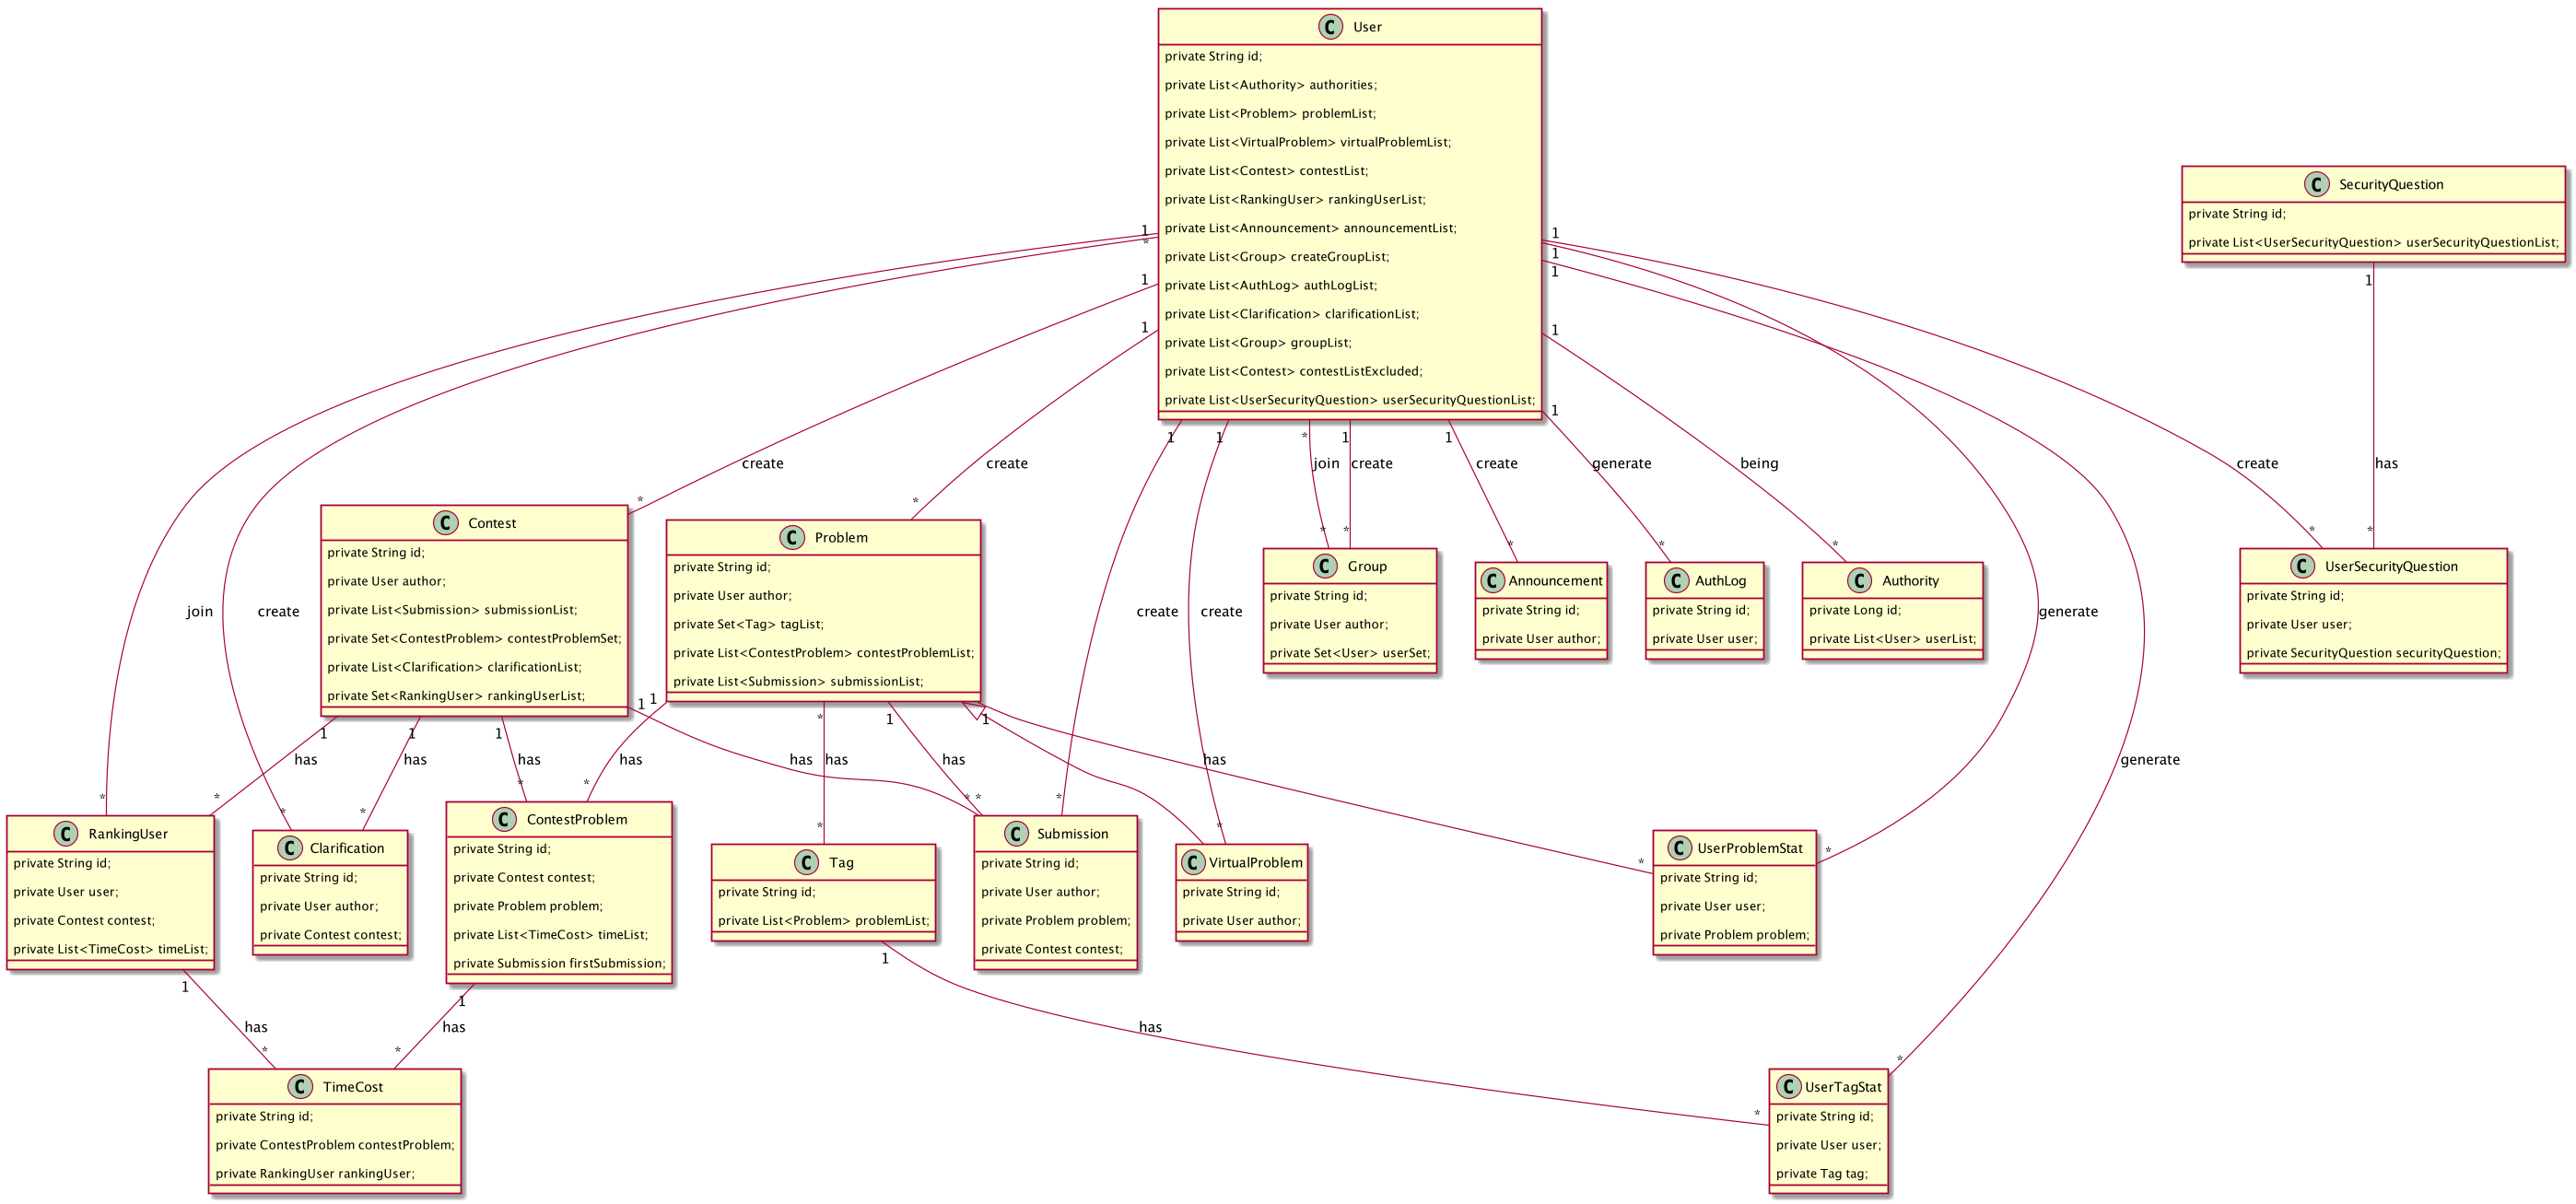 C User
private String id;
private List<Authority> authorities;
private List<Problem> problemList;
private List<VirtualProblem> virtualProblemList;
private List<Contest> contestList;
private List<RankingUser> rankingUserList;
private List<Announcement> announcementList;
private List<Group> createGroupList;
private List<AuthLog> authLogList;
private List<Clarification> clarificationList;
private List<Group> groupList;
private List<Contest> contestListExcluded;
private List<UserSecurityQuestion> userSecurityQuestionList;
C SecurityQuestion
private String id;
private List<UserSecurityQuestion> userSecurityQuestionList;
1
*
1
1
1
1
1
1
1
1
1
1
*
1
1
create
create
create
join
create
create
generate
being
create
has
*
*
*
*
*
*
*
*
*
C Contest
private String id;
private User author;
private List<Submission> submissionList;
private Set<ContestProblem> contestProblemSet;
private List<Clarification> clarificationList;
private Set<RankingUser> rankingUserList;
C Problem
private String id;
private User author;
private Set<Tag> tagList;
private List<ContestProblem> contestProblemList;
private List<Submission> submissionList;
C Group
private String id;
private User author;
private Set<User> userSet;
C Announcement
private String id;
private User author;
C AuthLog
private String id;
private User user;
C Authority
private Long id;
private List<User> userList;
C UserSecurityQuestion
private String id;
private User user;
private SecurityQuestion securityQuestion;
join
create
create
create
generate
1
1
1
1
1
*
1
1
has
has
has
has
has
has
has
has
generate
*
*
*
*
*
*
*
*
*
*
*
*
*
C RankingUser
private String id;
private User user;
private Contest contest;
private List<TimeCost> timeList;
C Clarification
private String id;
private User author;
private Contest contest;
C ContestProblem
private String id;
private Contest contest;
private Problem problem;
private List<TimeCost> timeList;
private Submission firstSubmission;
C Tag
private String id;
private List<Problem> problemList;
C Submission
private String id;
private User author;
private Problem problem;
private Contest contest;
C VirtualProblem
private String id;
private User author;
C UserProblemStat
private String id;
private User user;
private Problem problem;
1
1
1
has
has
has
*
*
*
*
C TimeCost
private String id;
private ContestProblem contestProblem;
private RankingUser rankingUser;
C UserTagStat
private String id;
private User user;
private Tag tag;